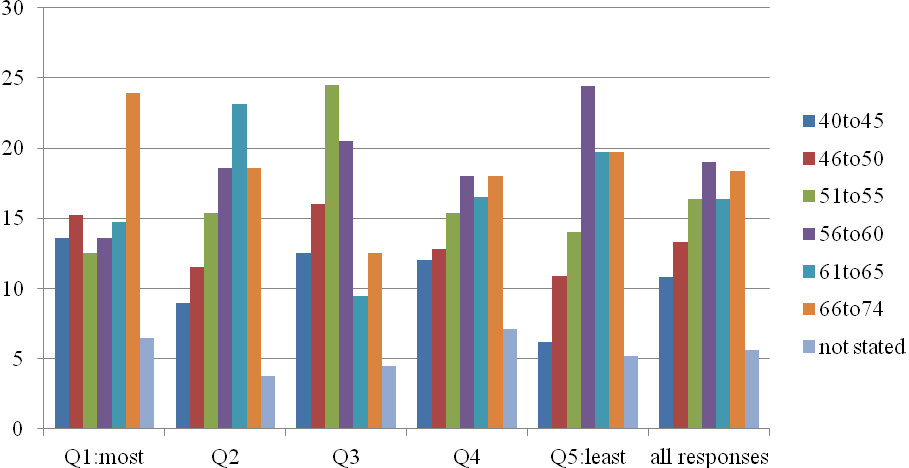 30
25
20
15
10
5
0
Q1:most Q2 Q3 Q4 Q5:least all responses
40to45
46to50
51to55
56to60
61to65
66to74
not stated